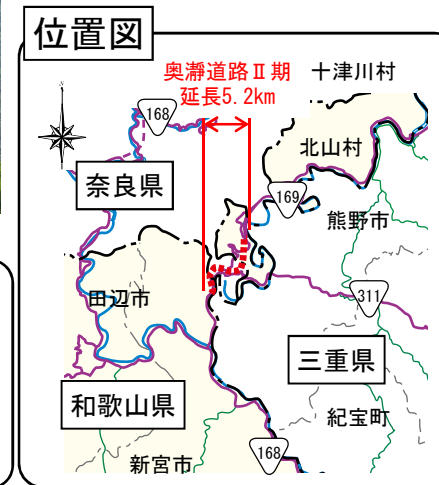 位置図
奥瀞道路Ⅱ期
延長5.2km
十津川村
168
北山村
奈良県
169
熊野市
田辺市
311
三重県
和歌山県
紀宝町
168
新宮市